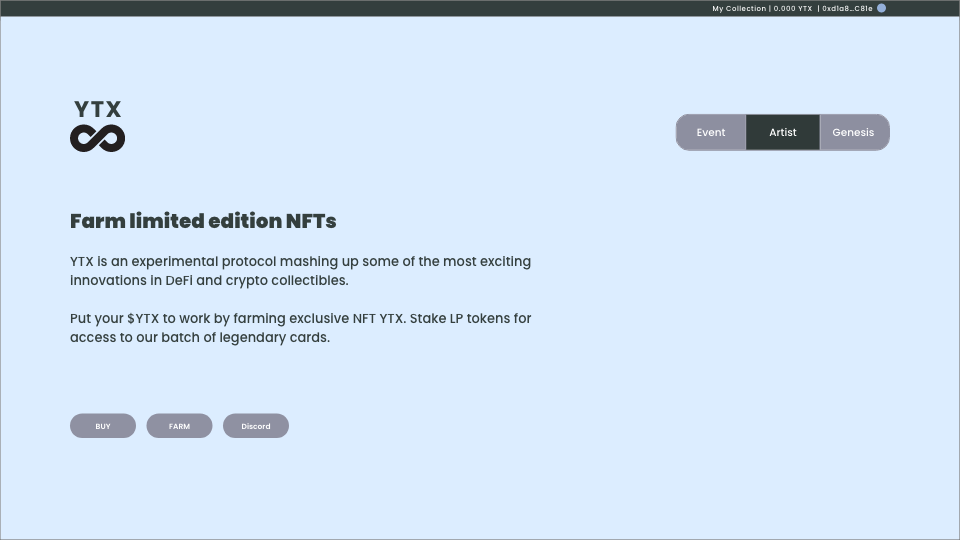 My Collection | 0.000 YTX | 0xd1a8...C81e
YTX
Event
Artist
Genesis
Farm limited edition NFTs
YTX is an experimental protocol mashing up some of the most exciting
innovations in DeFi and crypto collectibles.
Put your $YTX to work by farming exclusive NFT YTX. Stake LP tokens for
access to our batch of legendary cards.
BUY
FARM
Discord